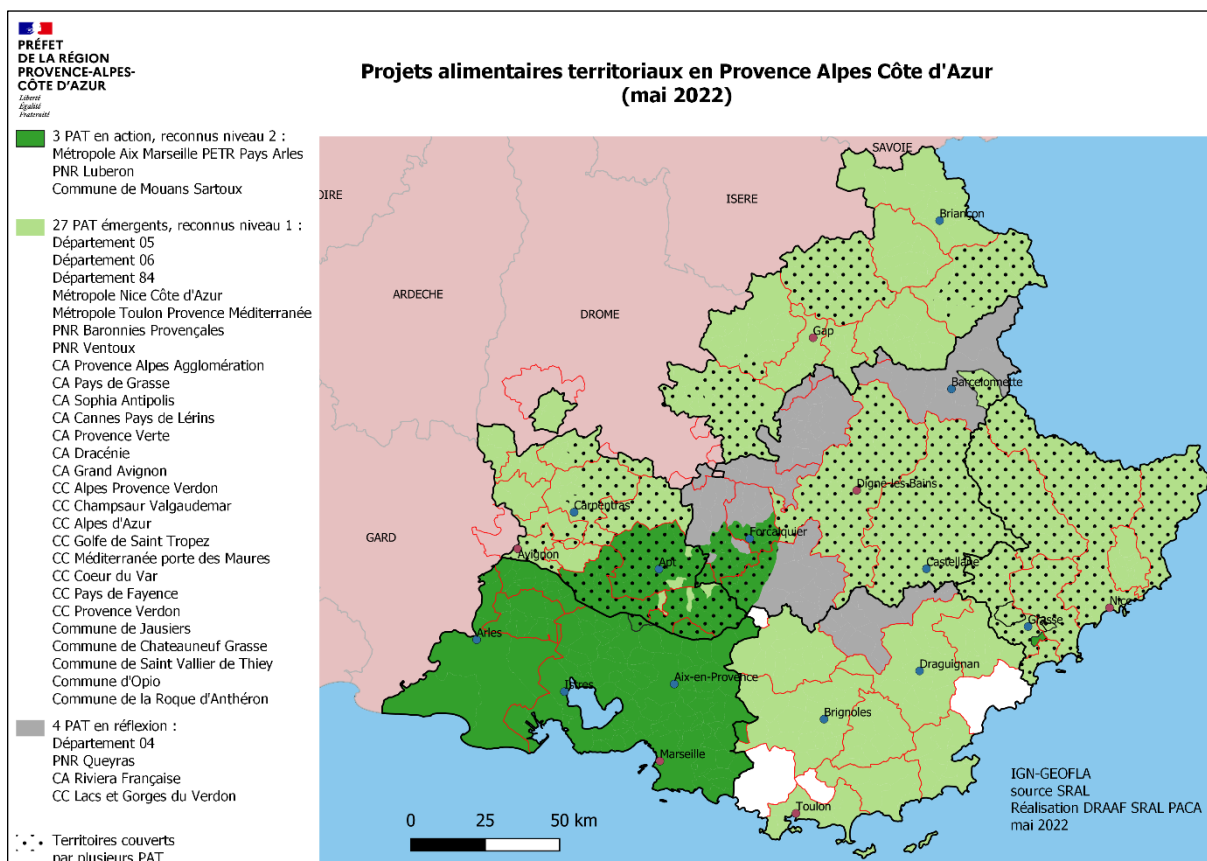 PRÉFET
DE LA RÉGION
PROVENCE-ALPES-
CÔTE D'AZUR
Liberté
Égalité
Fraternité
Projets alimentaires territoriaux en Provence Alpes Côte d'Azur
(mai 2022)
3 PAT en action, reconnus niveau 2 :
Métropole Aix Marseille PETR Pays Arles
PNR Luberon
Commune de Mouans Sartoux
27 PAT émergents, reconnus niveau 1 :
Département 05
Département 06
Département 84
Métropole Nice Côte d'Azur
Métropole Toulon Provence Méditerranée
PNR Baronnies Provençales
PNR Ventoux
CA Provence Alpes Agglomération
CA Pays de Grasse
CA Sophia Antipolis
CA Cannes Pays de Lérins
CA Provence Verte
CA Dracénie
CA Grand Avignon
CC Alpes Provence Verdon
CC Champsaur Valgaudemar
CC Alpes d'Azur
CC Golfe de Saint Tropez
CC Méditerranée porte des Maures
CC Coeur du Var
CC Pays de Fayence
CC Provence Verdon
Commune de Jausiers
Commune de Chateauneuf Grasse
Commune de Saint Vallier de Thiey
Commune d'Opio
Commune de la Roque d'Anthéron
4 PAT en réflexion :
Département 04
PNR Queyras
CA Riviera Française
CC Lacs et Gorges du Verdon
Territoires couverts
par plusieurs PAT
SAVOIE
OIRE
ISERE
Briançon
ARDECHE
DROME
Gap
Barcelonnette
Digne-les-Bains
Carpentras
GARD
Avignon
Forcalquier
Apt
Castellane
Nice
Grasse
Arles
Draguignan
Istres
Aix-en-Provence
Brignoles
Marseille
Toulon
IGN-GEOFLA
source SRAL
Réalisation DRAAF SRAL PACA
mai 2022
0 25 50 km